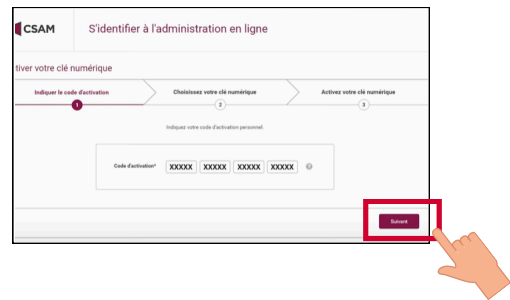 CSAM
S'identifier à l'administration en ligne
tiver votre clé numérique
Indiquer le code d'activation
Choisissez votre clé numérique
Activez votre clé numérique
1
2
3
Indiquez votre code d'activation personnel.
Code d'activation* XXXXX XXXXX XXXXX XXXXX ?
Suivant